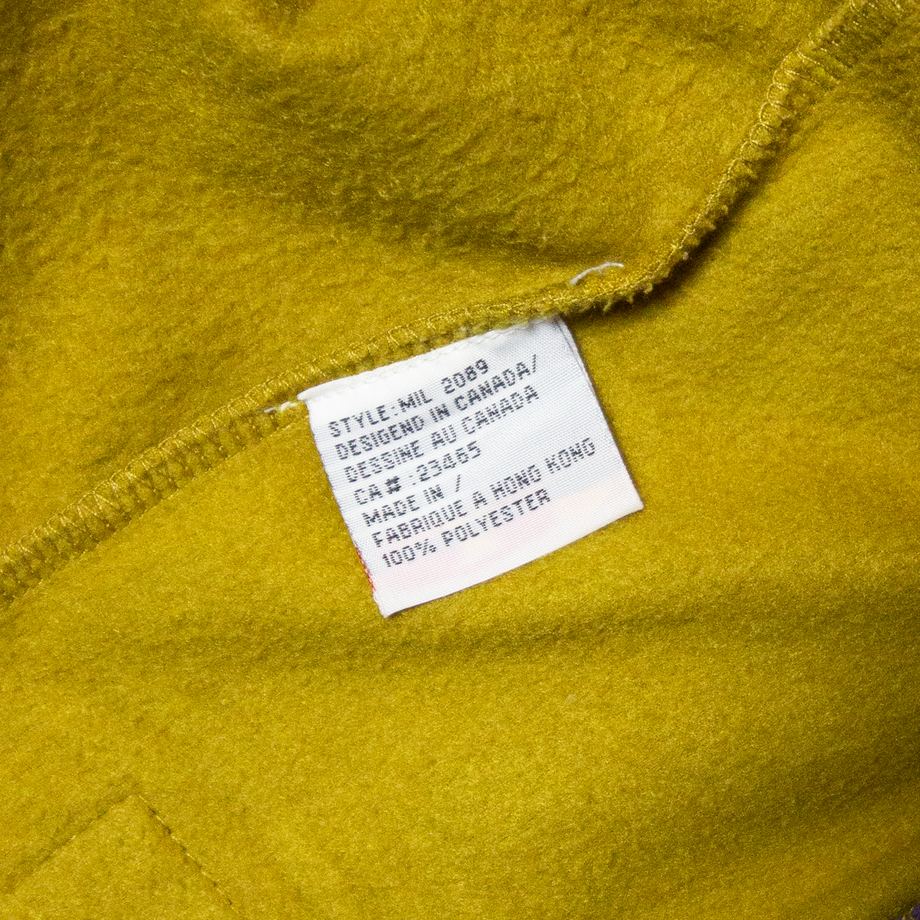 STYLE:MIL 2089
DESIGEND IN CANADA/
DESSINE AU CANADA
CA# :23465
MADE IN /
FABRIQUE A HONG KONG
100% POLYESTER